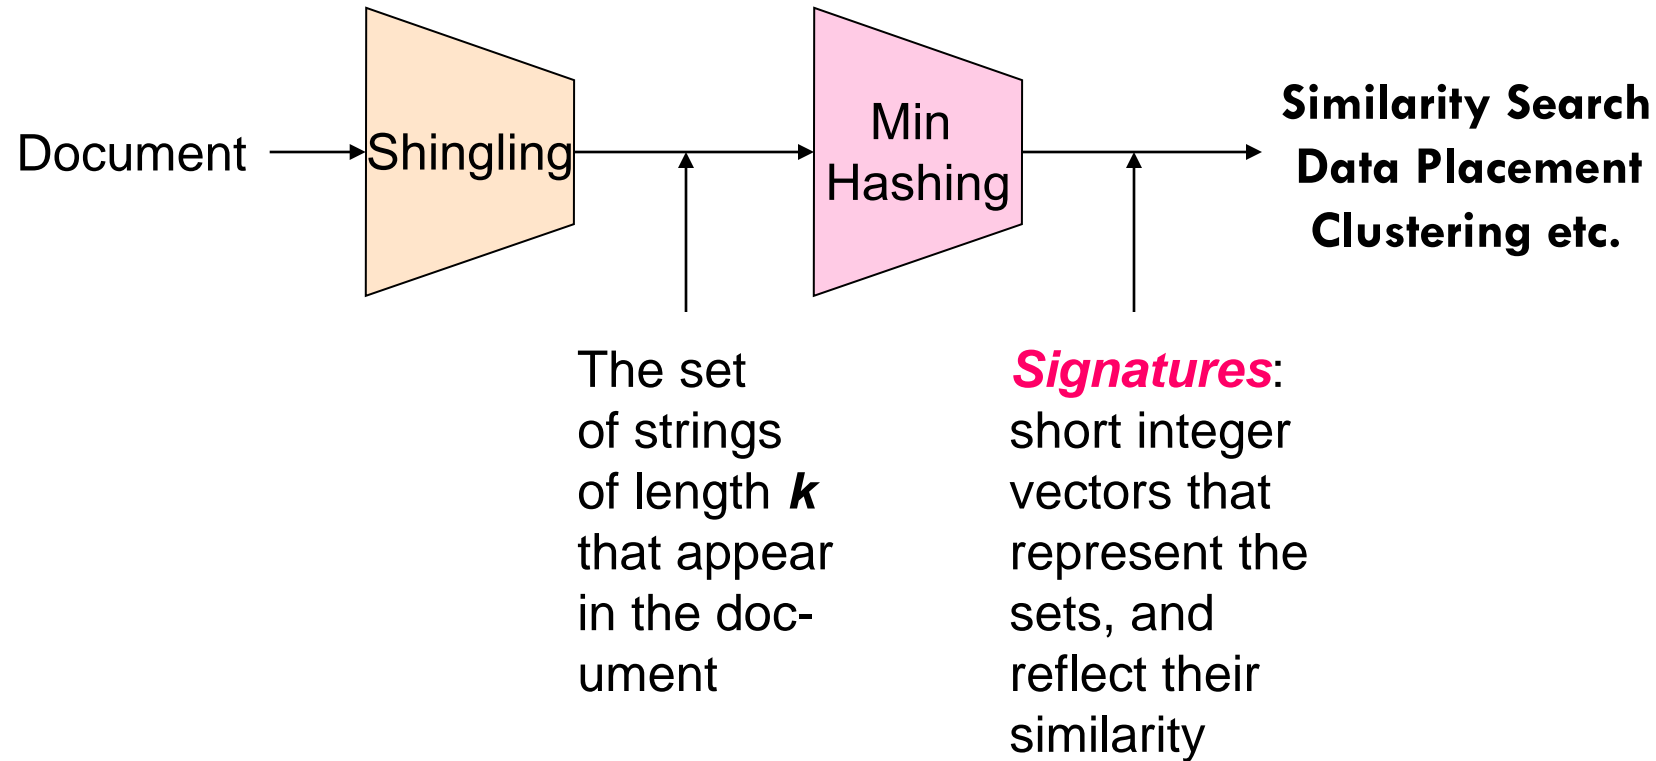 Document
Shingling
Min
Hashing
Similarity Search
Data Placement
Clustering etc.
The set
of strings
of length k
that appear
in the doc-
ument
Signatures:
short integer
vectors that
represent the
sets, and
reflect their
similarity